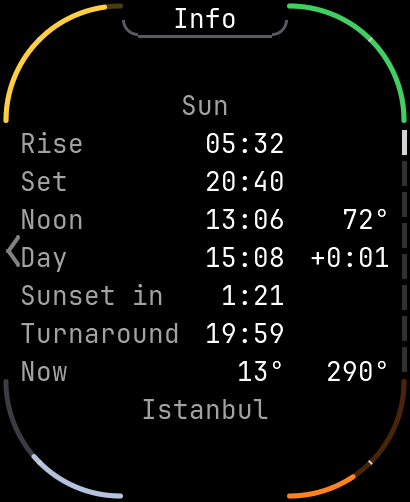 Info
Sun
Rise 05:32
Set 20:40
Noon 13:06 72°
Day 15:08 +0:01
Sunset in 1:21
Turnaround 19:59
Now 13° 290°
Istanbul